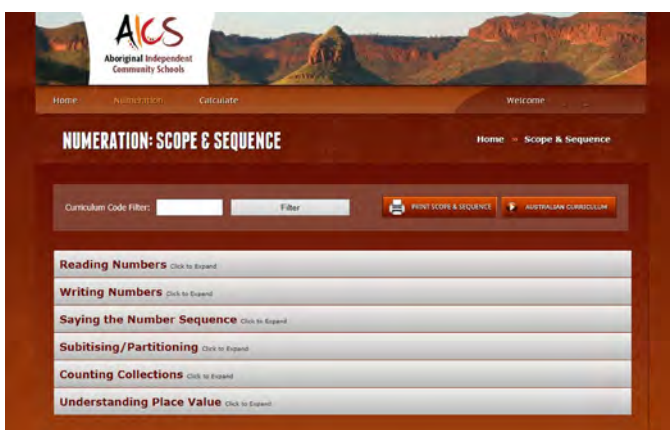 AICS
Aboriginal Independent
Community Schools
Home Numeration Calculate Welcome
NUMERATION: SCOPE & SEQUENCE
Home Scope & Sequence
Curriculum Code Filter: Filter PRINT SCOPE & SEQUENCE AUSTRALIAN CURRICULUM
Reading Numbers Click to Expand
Writing Numbers Click to Expand
Saying the Number Sequence Click to Expand
Subitising/Partitioning Click to Expand
Counting Collections Click to Expand
Understanding Place Value Click to Expand